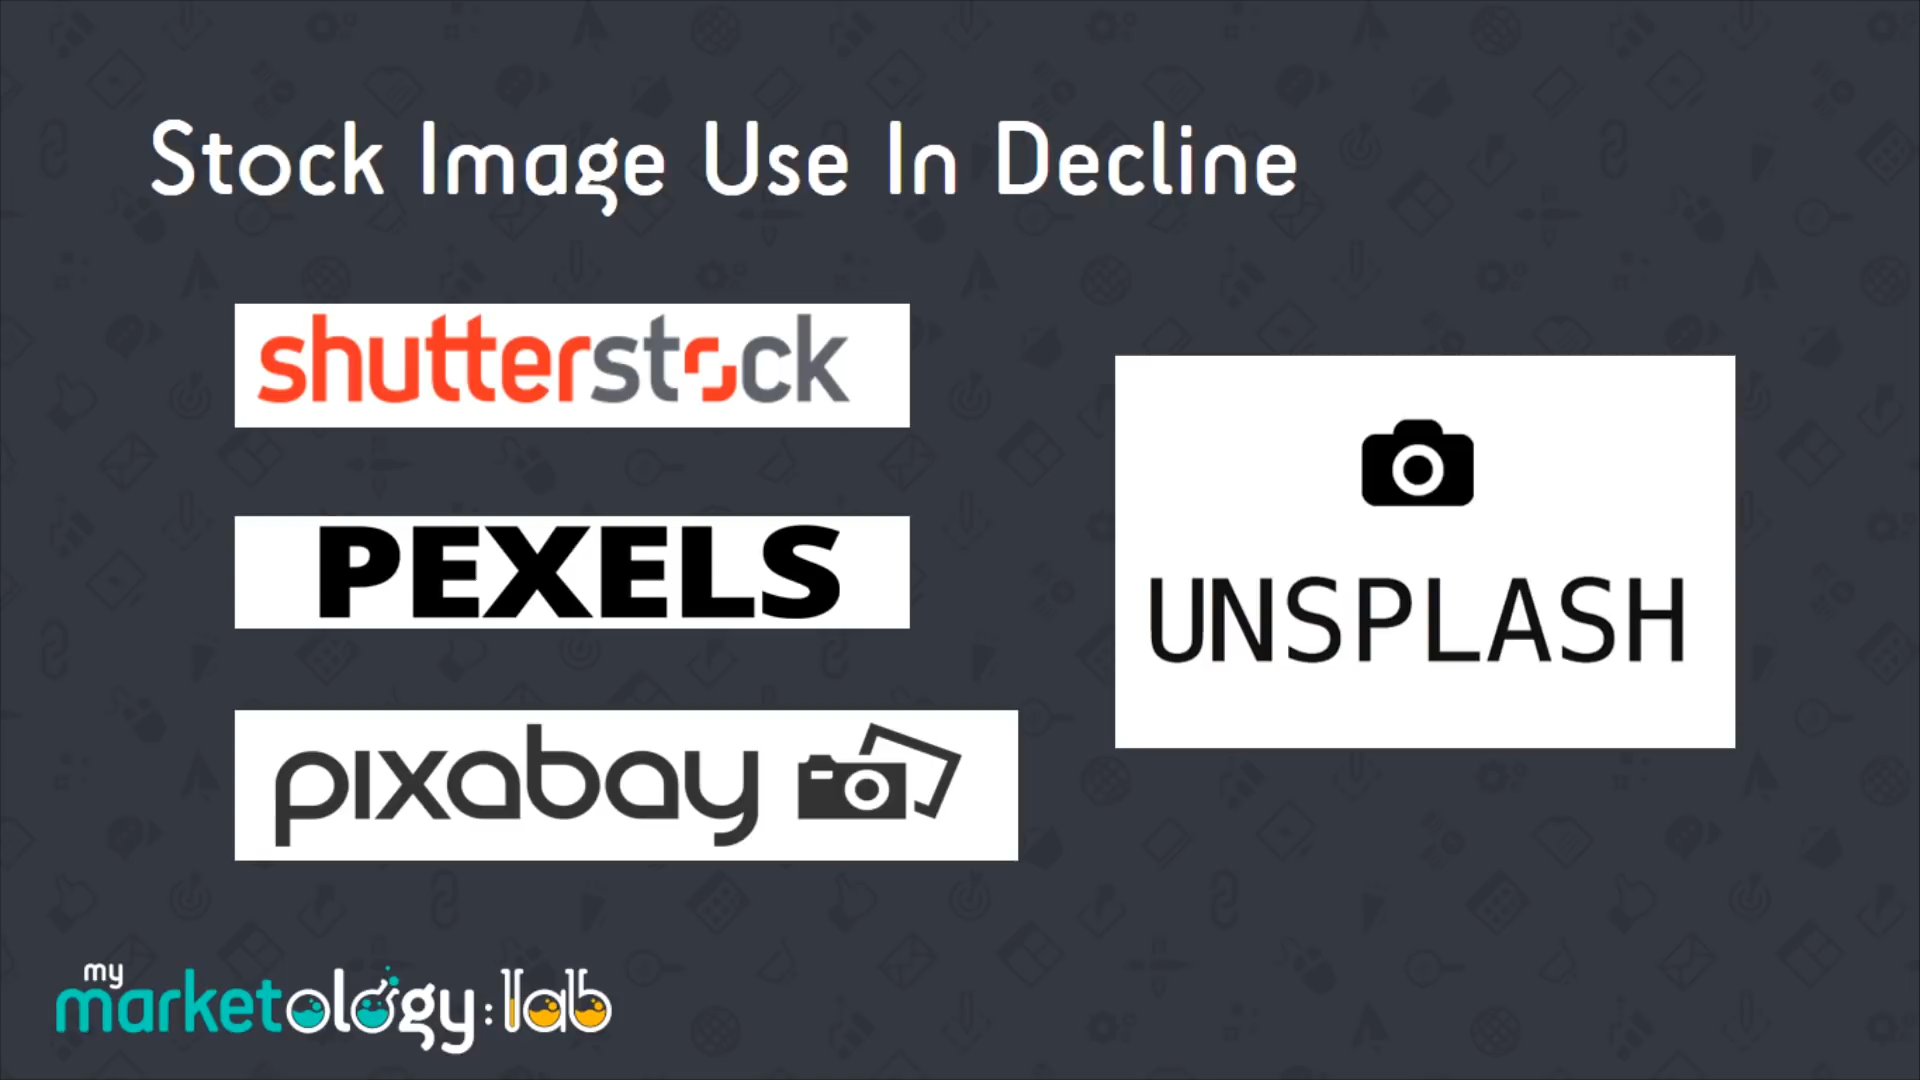 Stock Image Use In Decline
shutterstock
PEXELS
pixabay
UNSPLASH
my
marketology:lab